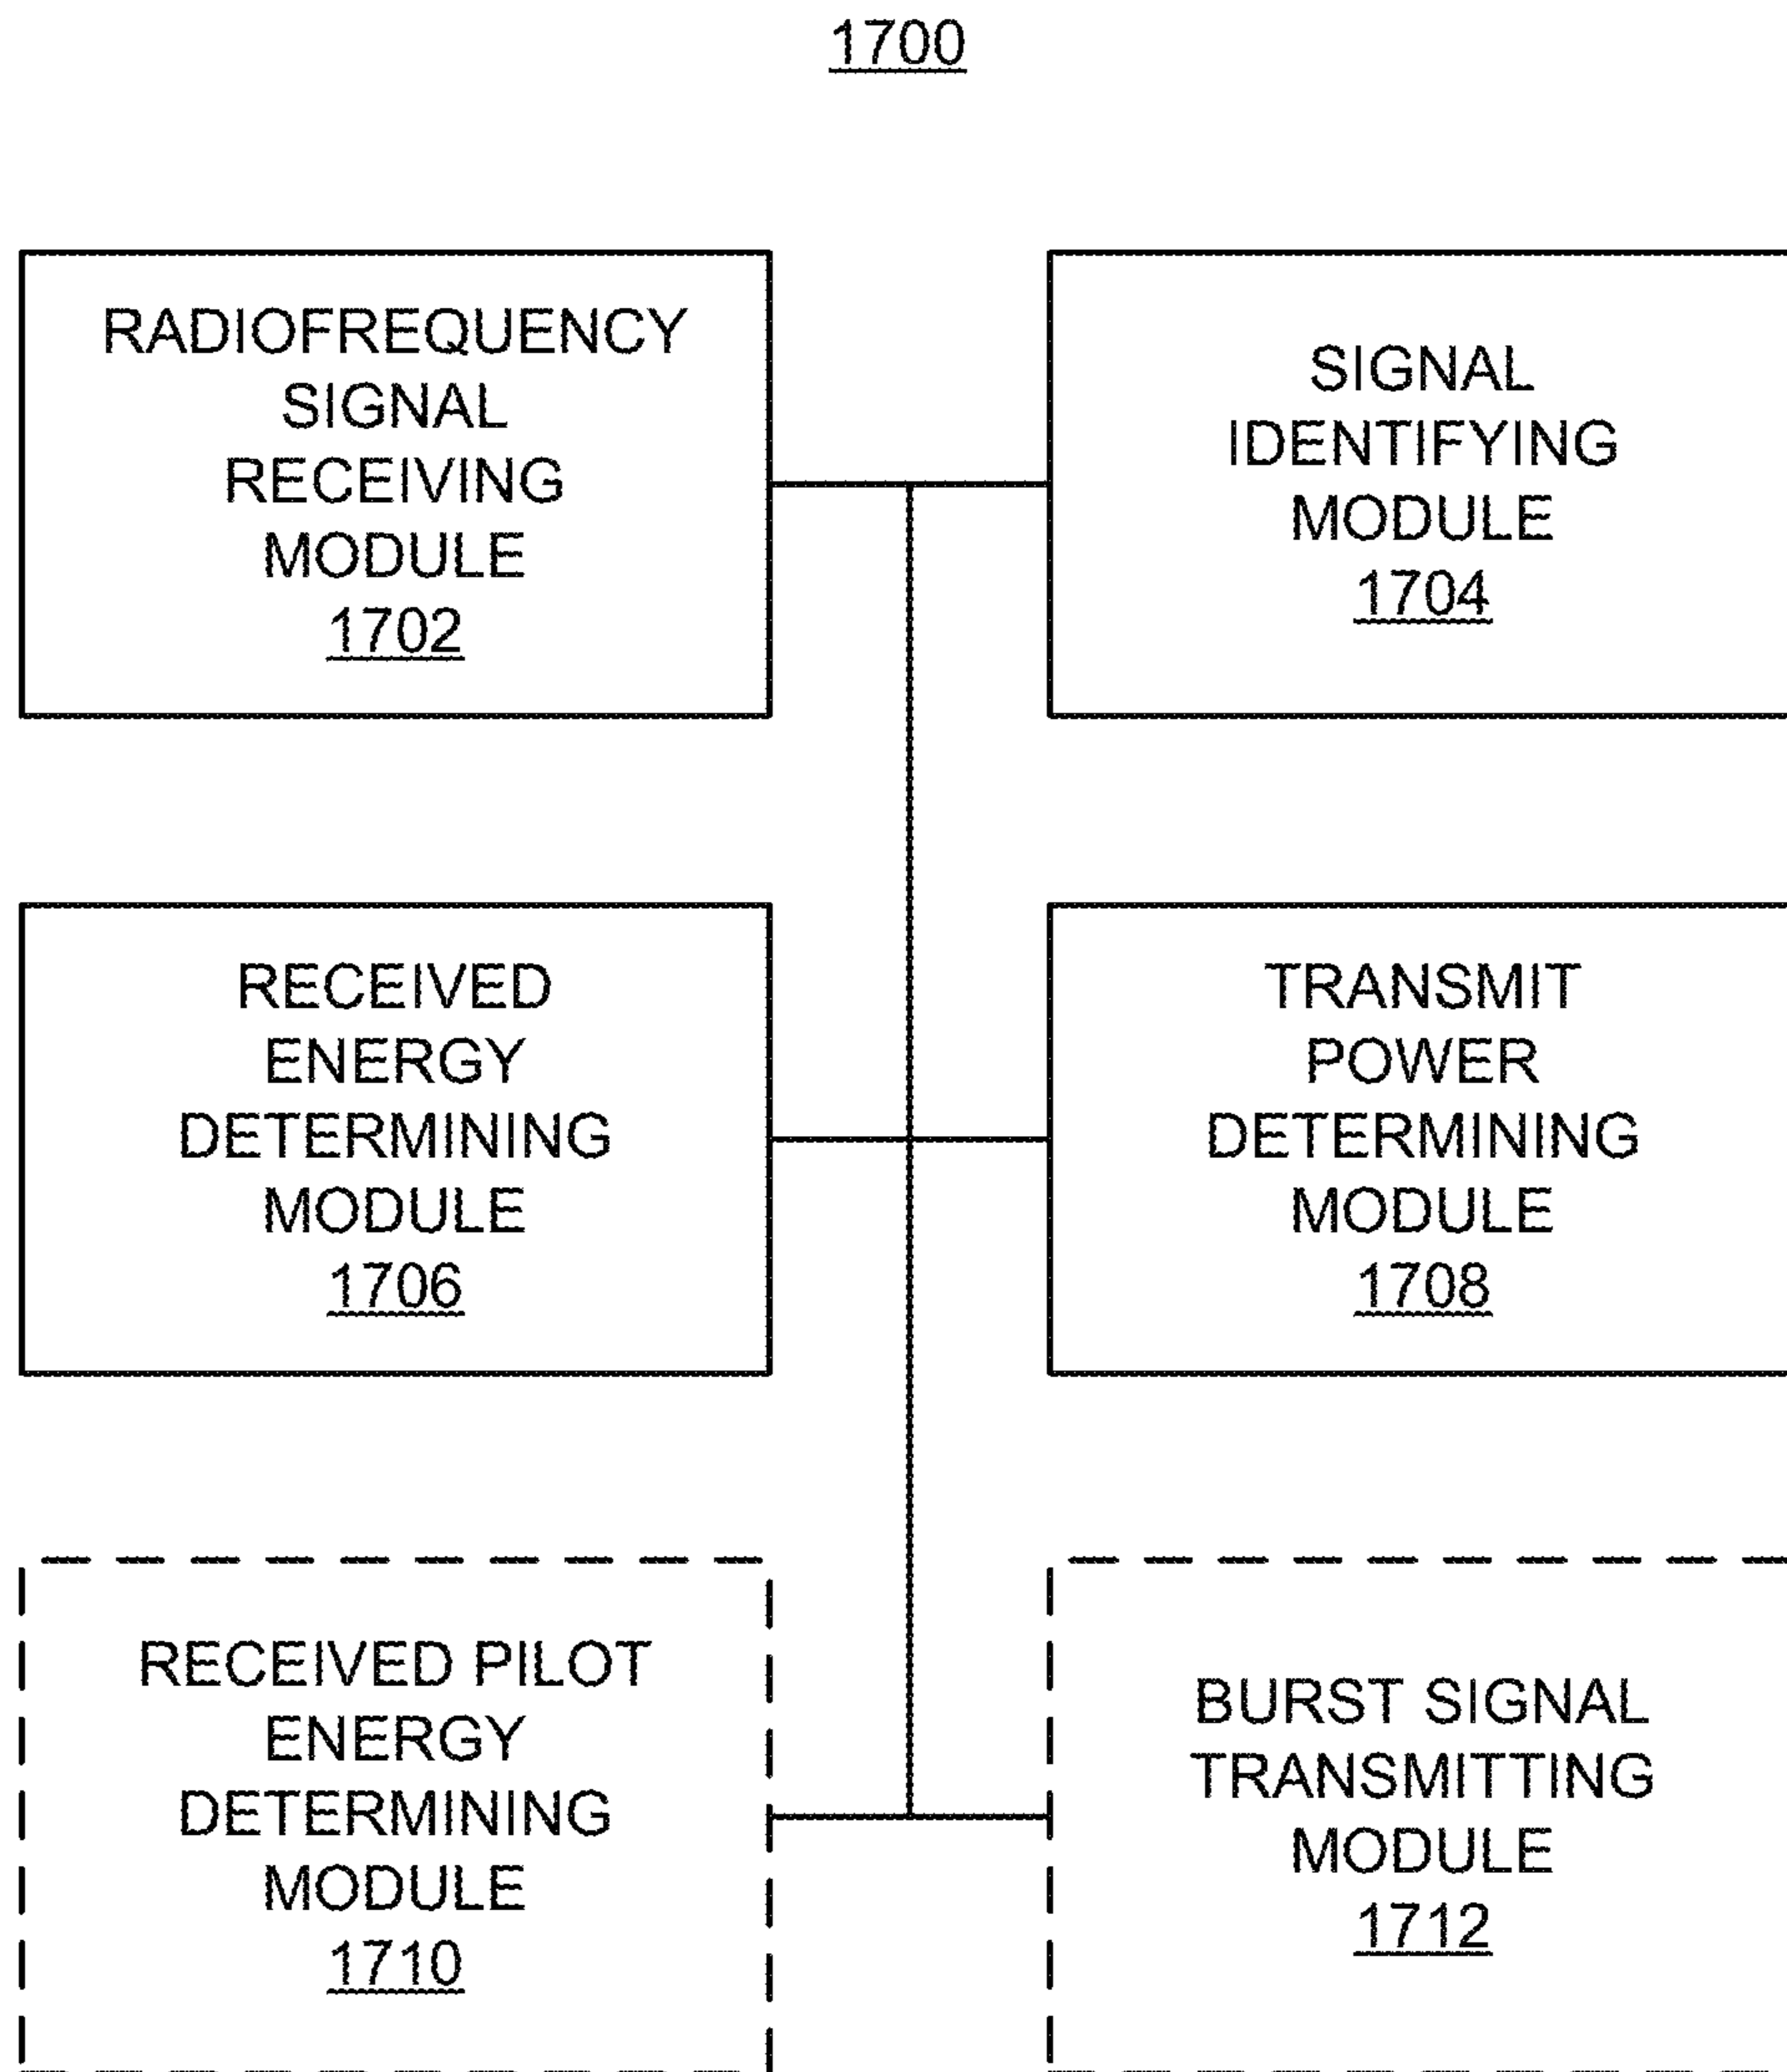 1700
RADIOFREQUENCY
SIGNAL
RECEIVING
MODULE
1702
SIGNAL
IDENTIFYING
MODULE
1704
RECEIVED
ENERGY
DETERMINING
MODULE
1706
TRANSMIT
POWER
DETERMINING
MODULE
1708
RECEIVED PILOT
ENERGY
DETERMINING
MODULE
1710
BURST SIGNAL
TRANSMITTING
MODULE
1712